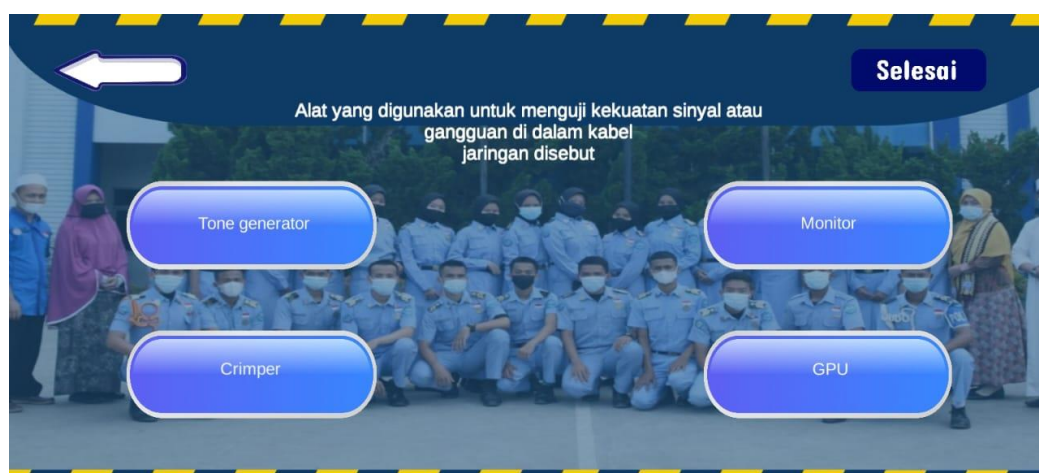 Selesai
Alat yang digunakan untuk menguji kekuatan sinyal atau
gangguan di dalam kabel
jaringan disebut
Tone generator
Monitor
Crimper
GPU